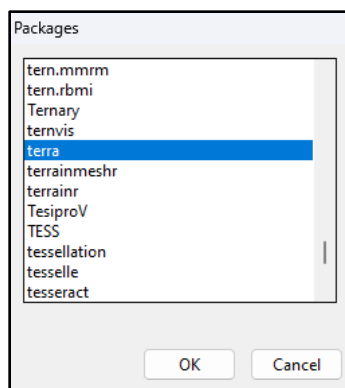 Packages
tern.mmrm
tern.rbmi
Ternary
ternvis
terra
terrainmeshr
terrainr
TesiproV
TESS
tessellation
tesselle
tesseract
OK Cancel